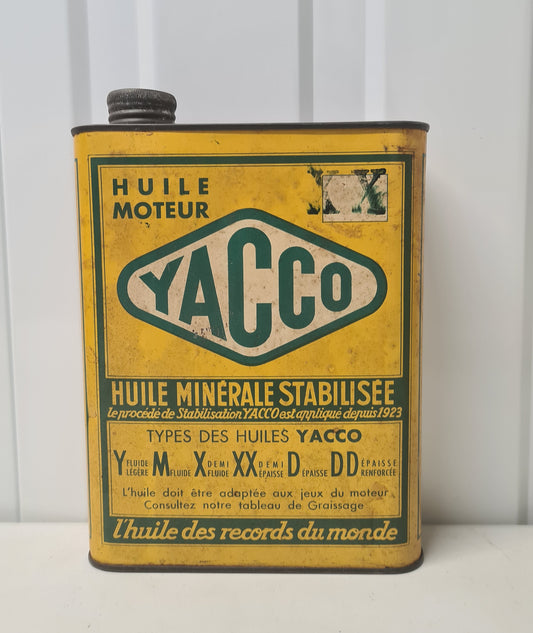 HUILE
MOTEUR
X X
YACCO
HUILE MINÉRALE STABILISÉE
le procédé de Stabilisation YACCO est appliqué depuis 1923
TYPES DES HUILES YACCO
Y FLUIDE LÉGÈRE M FLUIDE X DEMI FLUIDE XX DEMI ÉPAISSE D ÉPAISSE DD ÉPAISSE RENFORCÉE
L'huile doit être adaptée aux jeux du moteur
Consultez notre tableau de Graissage
l'huile des records du monde